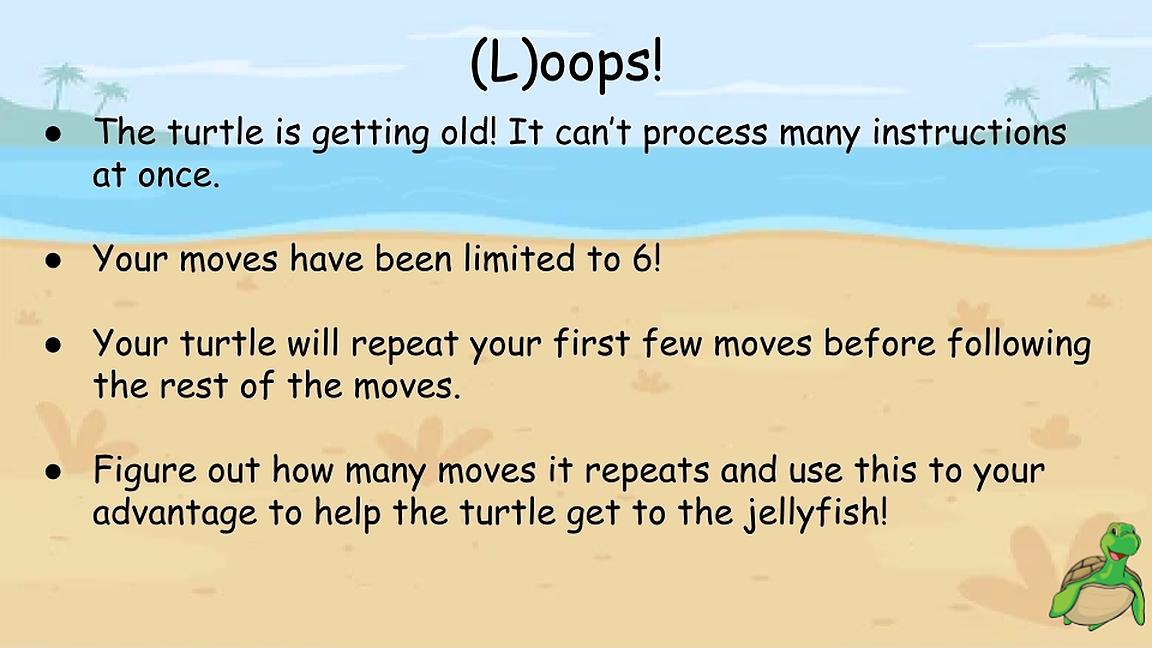 (L)oops!
● The turtle is getting old! It can't process many instructions
at once.
● Your moves have been limited to 6!
● Your turtle will repeat your first few moves before following
the rest of the moves.
● Figure out how many moves it repeats and use this to your
advantage to help the turtle get to the jellyfish!